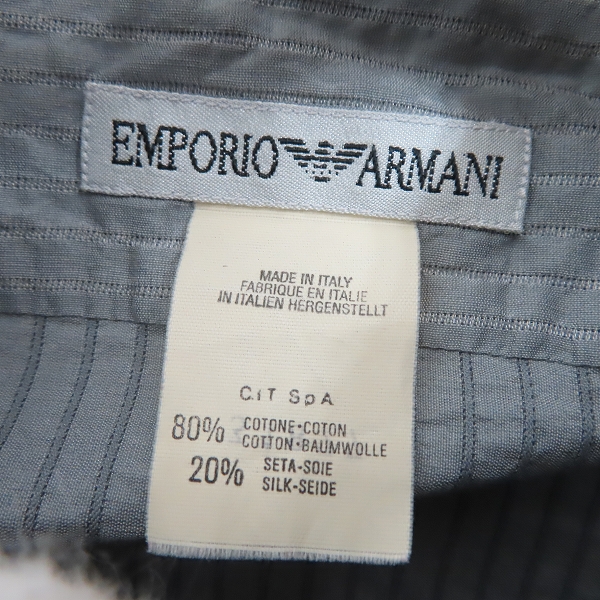 EMPORIO ARMANI
MADE IN ITALY
FABRIQUE EN ITALIE
IN ITALIEN HERGENSTELLT
C.I.T SpA
80% COTONE·COTON
COTTON·BAUMWOLLE
20% SETA-SOIE
SILK-SEIDE